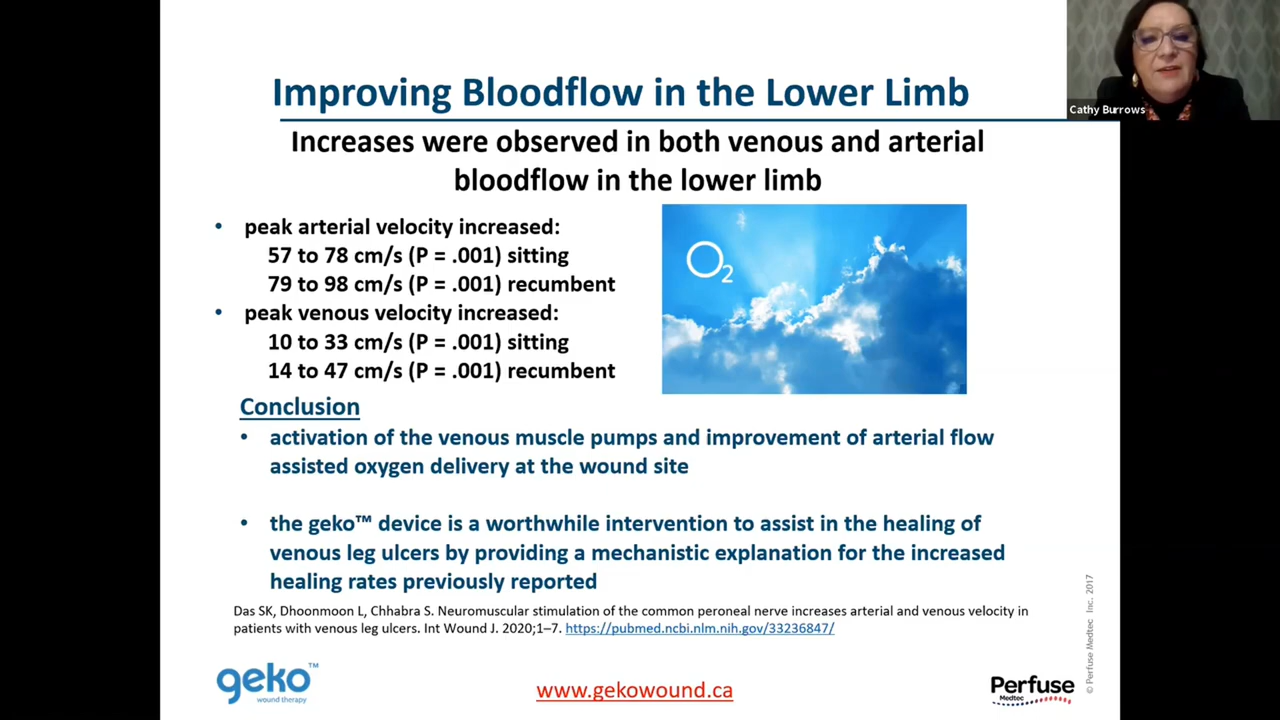 Cathy Burrows
Improving Bloodflow in the Lower Limb
Increases were observed in both venous and arterial
bloodflow in the lower limb
• peak arterial velocity increased:
57 to 78 cm/s (P = .001) sitting
79 to 98 cm/s (P = .001) recumbent
• peak venous velocity increased:
10 to 33 cm/s (P = .001) sitting
14 to 47 cm/s (P = .001) recumbent
O2
Conclusion
• activation of the venous muscle pumps and improvement of arterial flow
assisted oxygen delivery at the wound site
• the geko™ device is a worthwhile intervention to assist in the healing of
venous leg ulcers by providing a mechanistic explanation for the increased
healing rates previously reported
Das SK, Dhoonmoon L, Chhabra S. Neuromuscular stimulation of the common peroneal nerve increases arterial and venous velocity in
patients with venous leg ulcers. Int Wound J. 2020;1–7. https://pubmed.ncbi.nlm.nih.gov/33236847/
© Perfuse Medtec Inc. 2017
geko™
wound therapy
www.gekowound.ca
Perfuse
Medtec